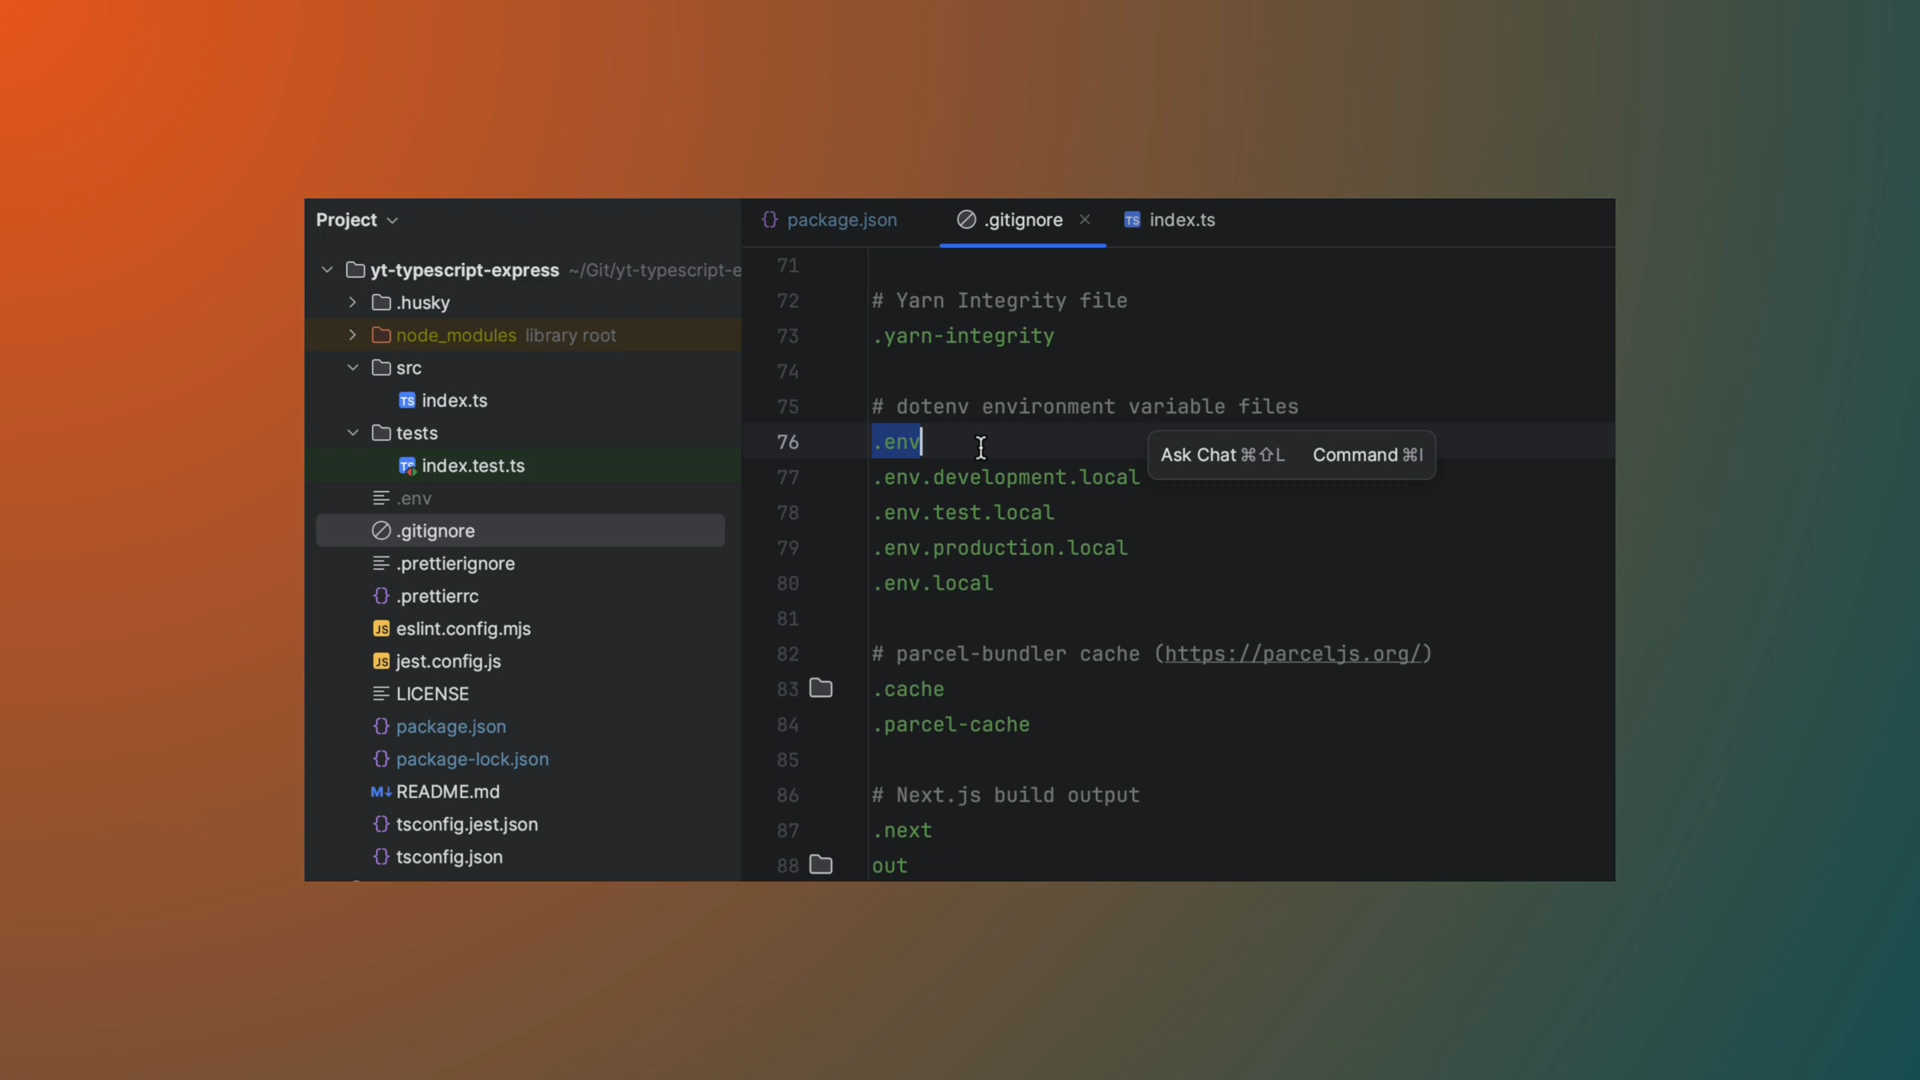 Project
yt-typescript-express ~/Git/yt-typescript-e
.husky
node_modules library root
src
TS index.ts
tests
TS index.test.ts
.env
.gitignore
.prettierignore
{} .prettierrc
JS eslint.config.mjs
JS jest.config.js
LICENSE
{} package.json
{} package-lock.json
M↓ README.md
{} tsconfig.jest.json
{} tsconfig.json
{} package.json .gitignore × TS index.ts
71
72 # Yarn Integrity file
73 .yarn-integrity
74
75 # dotenv environment variable files
76 .env
Ask Chat ⌘⇧L Command ⌘I
77 .env.development.local
78 .env.test.local
79 .env.production.local
80 .env.local
81
82 # parcel-bundler cache (https://parceljs.org/)
83 .cache
84 .parcel-cache
85
86 # Next.js build output
87 .next
88 out